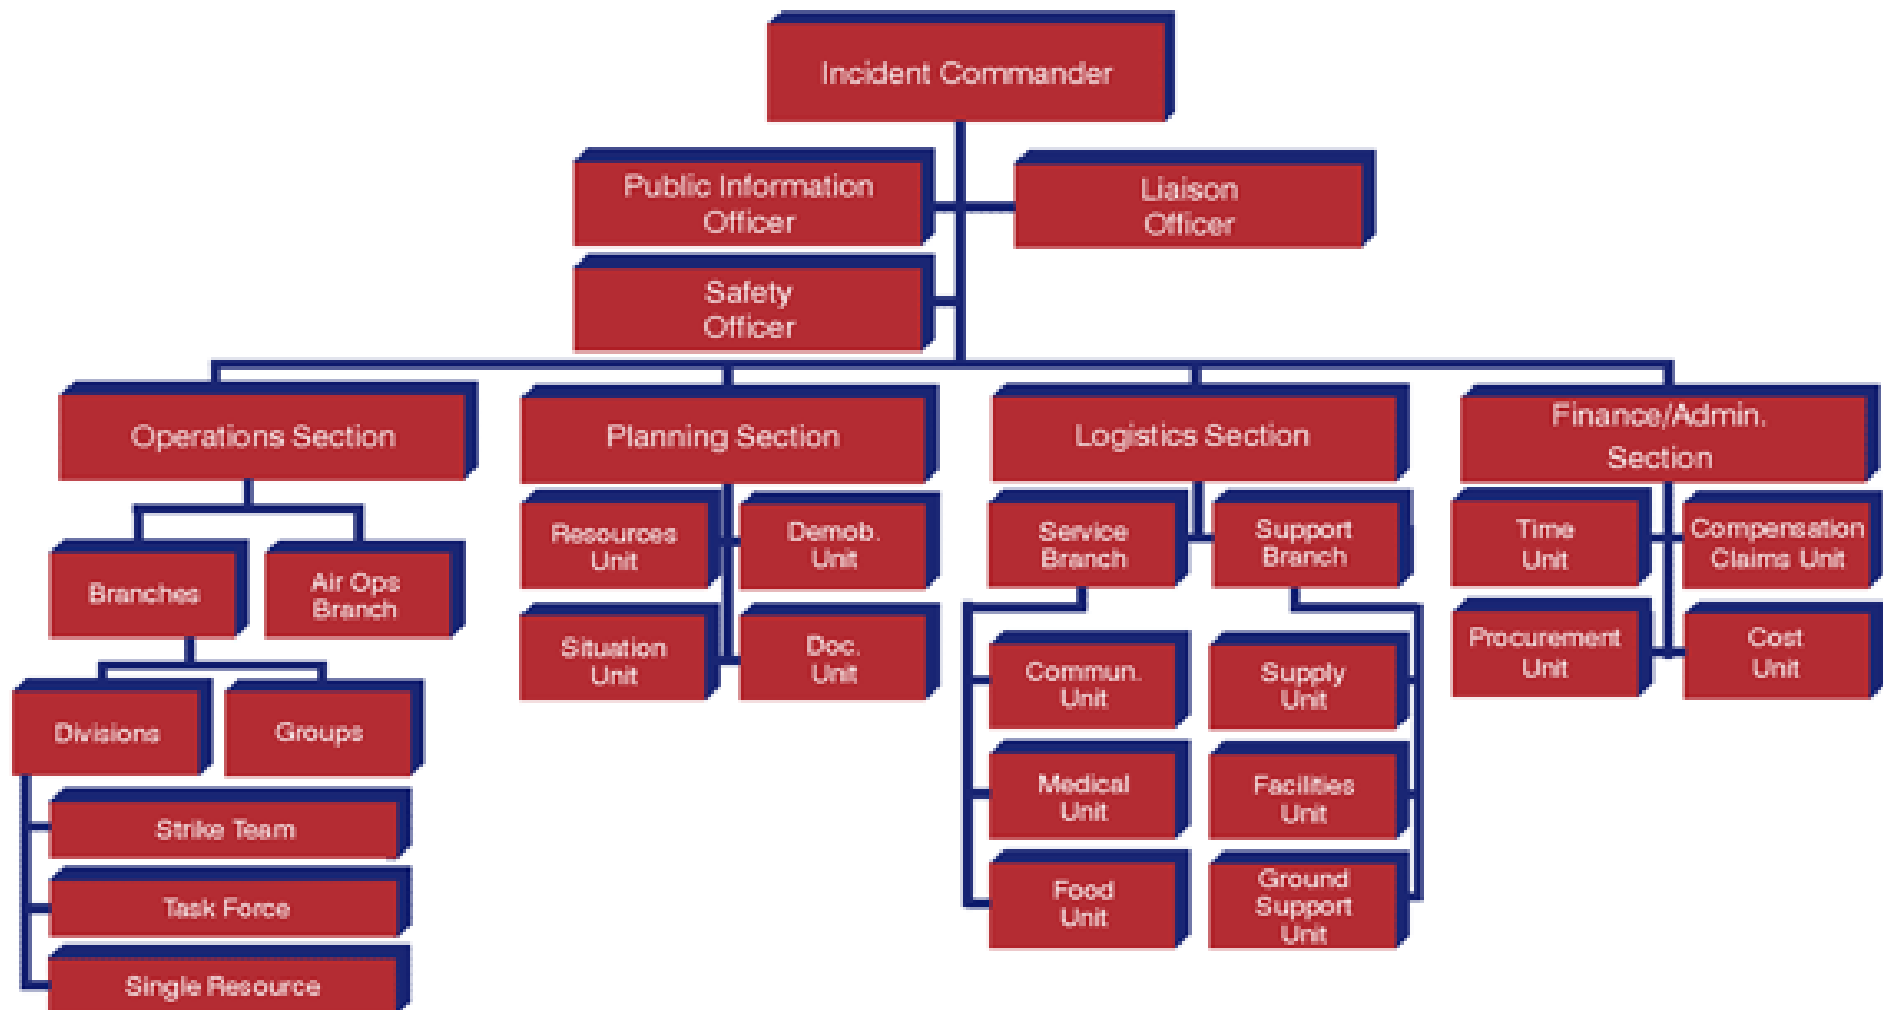 Incident Commander
Public Information
Officer
Liaison
Officer
Safety
Officer
Operations Section
Planning Section
Logistics Section
Finance/Admin.
Section
Resources
Unit
Demob.
Unit
Service
Branch
Support
Branch
Time
Unit
Compensation
Claims Unit
Branches
Air Ops
Branch
Situation
Unit
Doc.
Unit
Commun.
Unit
Supply
Unit
Procurement
Unit
Cost
Unit
Divisions
Groups
Medical
Unit
Facilities
Unit
Strike Team
Task Force
Food
Unit
Ground
Support
Unit
Single Resource